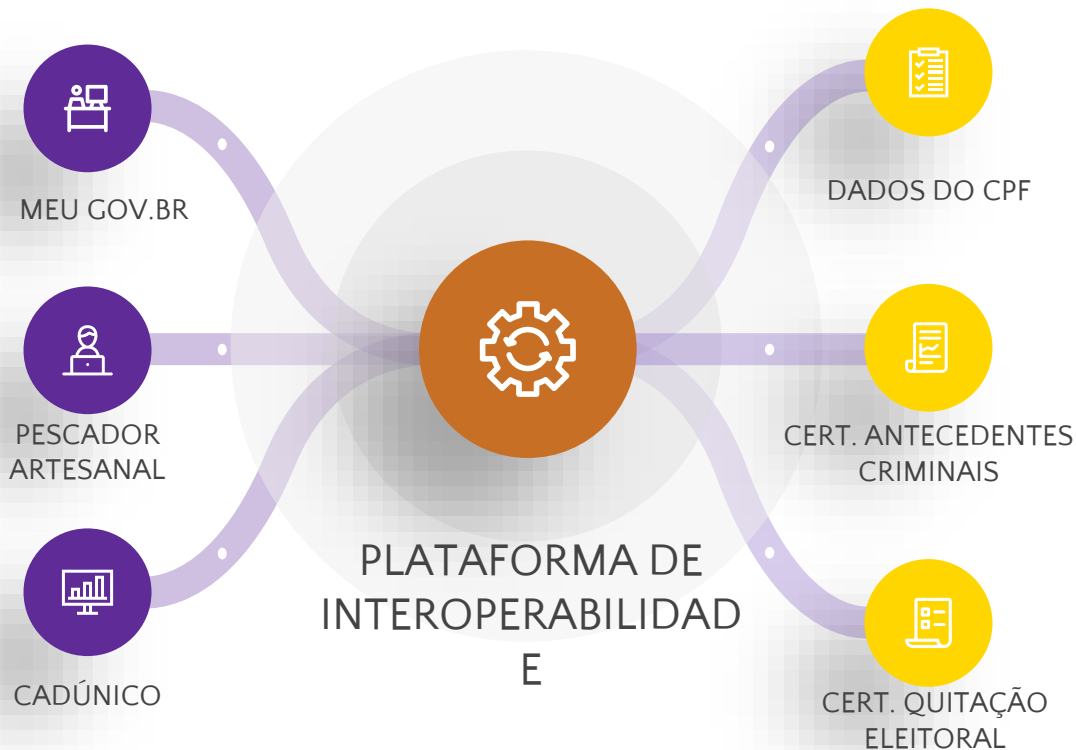 MEU GOV.BR
PESCADOR
ARTESANAL
CADÚNICO
PLATAFORMA DE
INTEROPERABILIDAD
E
DADOS DO CPF
CERT. ANTECEDENTES
CRIMINAIS
CERT. QUITAÇÃO
ELEITORAL